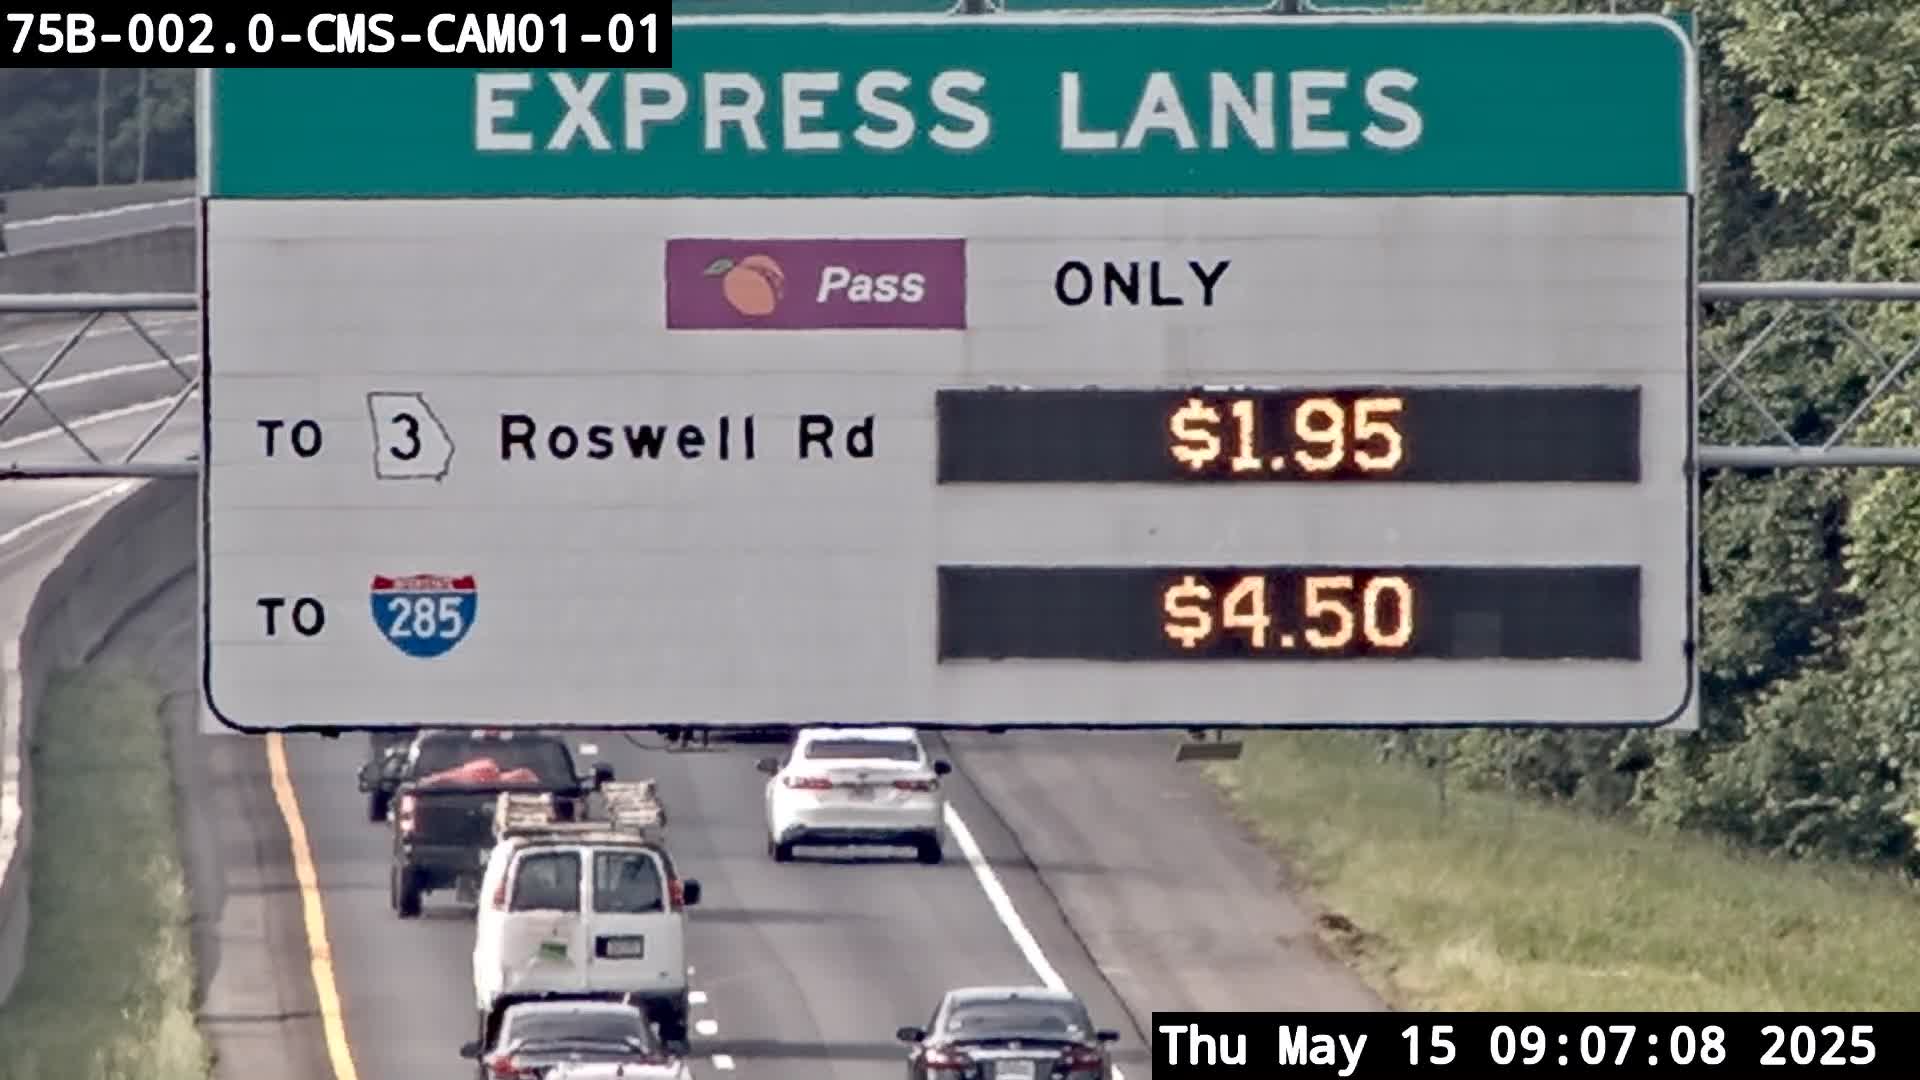 75B-002.0-CMS-CAM01-01
EXPRESS LANES
Pass ONLY
TO 3 Roswell Rd $1.95
INTERSTATE
TO 285 $4.50
Thu May 15 09:07:08 2025